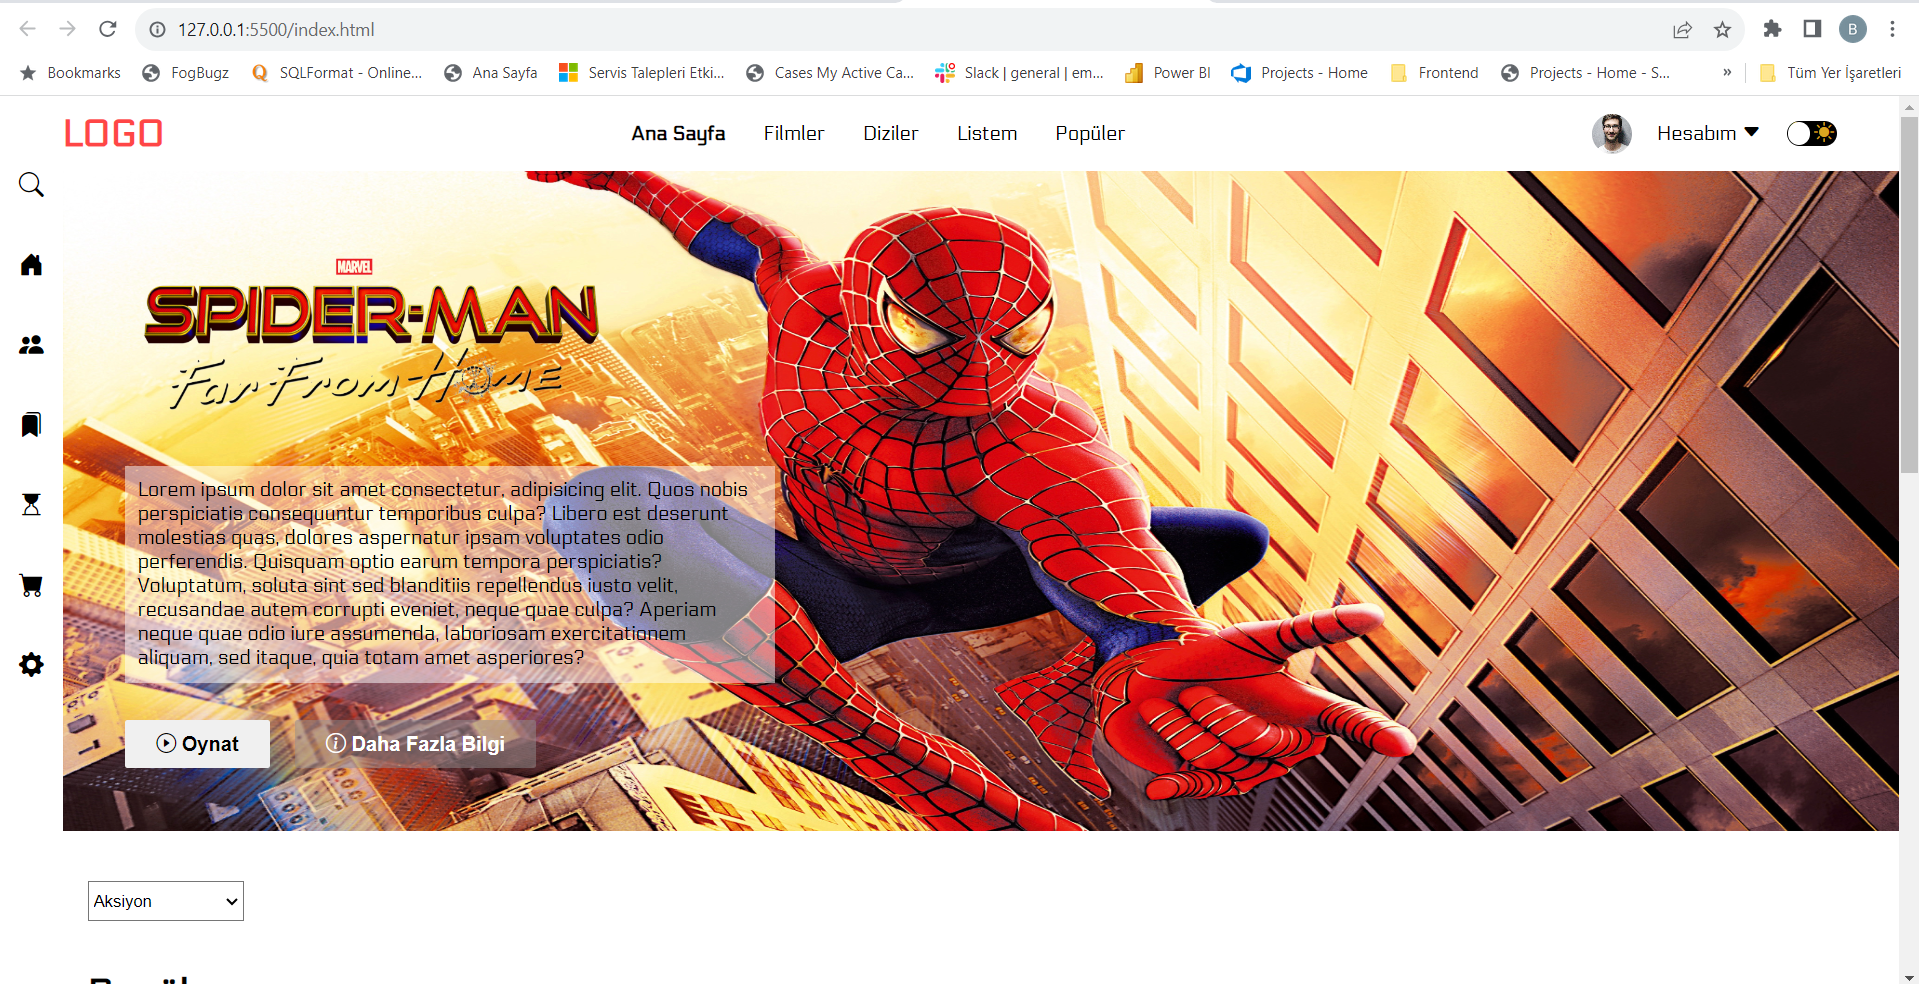 127.0.0.1:5500/index.html
B
Bookmarks FogBugz SQLFormat - Online... Ana Sayfa Servis Talepleri Etki... Cases My Active Ca... Slack | general | em... Power BI Projects - Home Frontend Projects - Home - S... » Tüm Yer İşaretleri
LOGO Ana Sayfa Filmler Diziler Listem Popüler Hesabım
MARVEL
SPIDER-MAN
Far From Home
Lorem ipsum dolor sit amet consectetur, adipisicing elit. Quos nobis
perspiciatis consequuntur temporibus culpa? Libero est deserunt
molestias quas, dolores aspernatur ipsam voluptates odio
perferendis. Quisquam optio earum tempora perspiciatis?
Voluptatum, soluta sint sed blanditiis repellendus iusto velit,
recusandae autem corrupti eveniet, neque quae culpa? Aperiam
neque quae odio iure assumenda, laboriosam exercitationem
aliquam, sed itaque, quia totam amet asperiores?
Oynat Daha Fazla Bilgi
Aksiyon